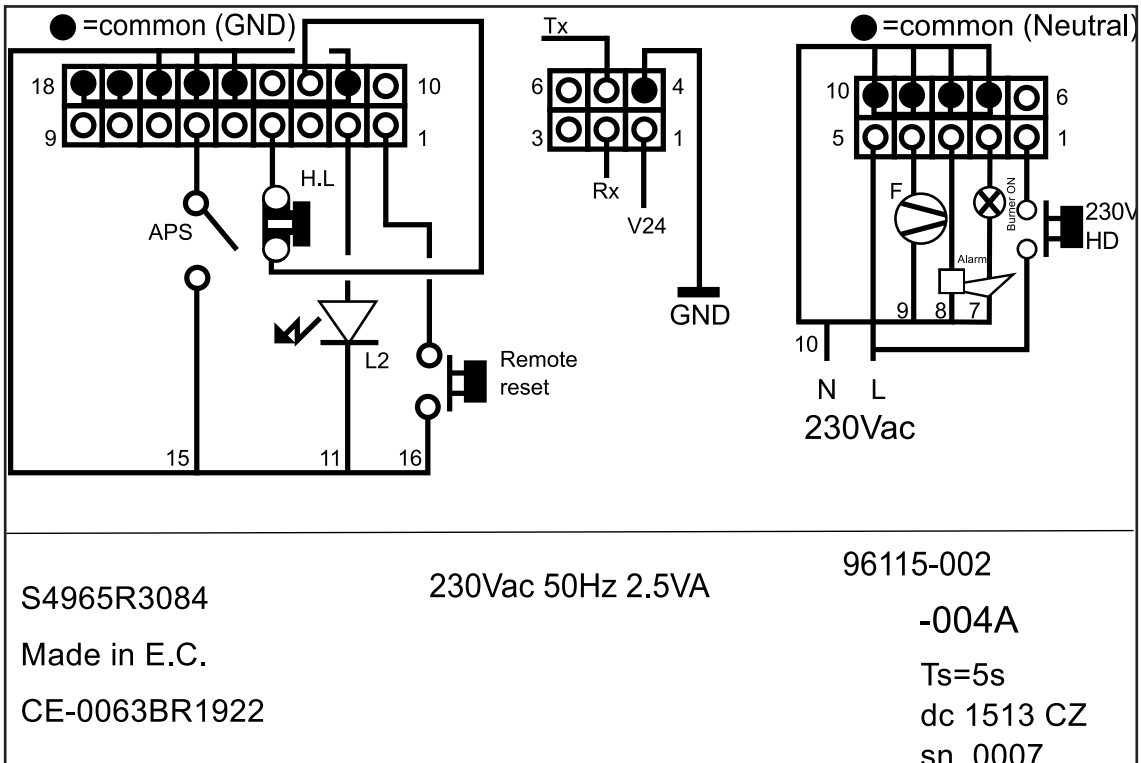 =common (GND)
18
10
9
1
H.L
APS
L2
Remote
reset
15
11
16
Tx
6
4
3
1
Rx
V24
GND
=common (Neutral)
10
6
5
1
F
Burner ON
230V
HD
Alarm
9
8
7
10
N
L
230Vac
S4965R3084
Made in E.C.
CE-0063BR1922
230Vac 50Hz 2.5VA
96115-002
-004A
Ts=5s
dc 1513 CZ
sn 0007